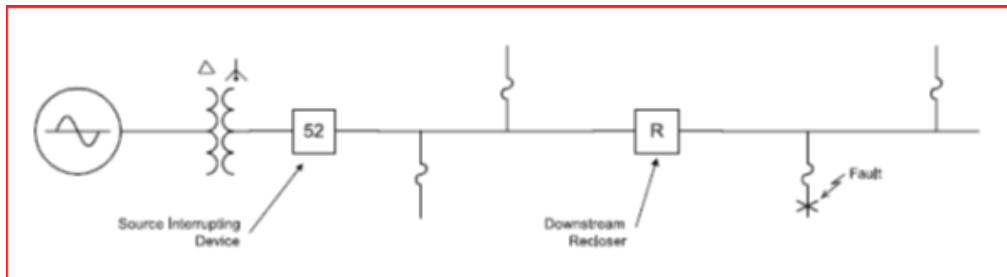 52
R
Fault
Source Interrupting
Device
Downstream
Recloser